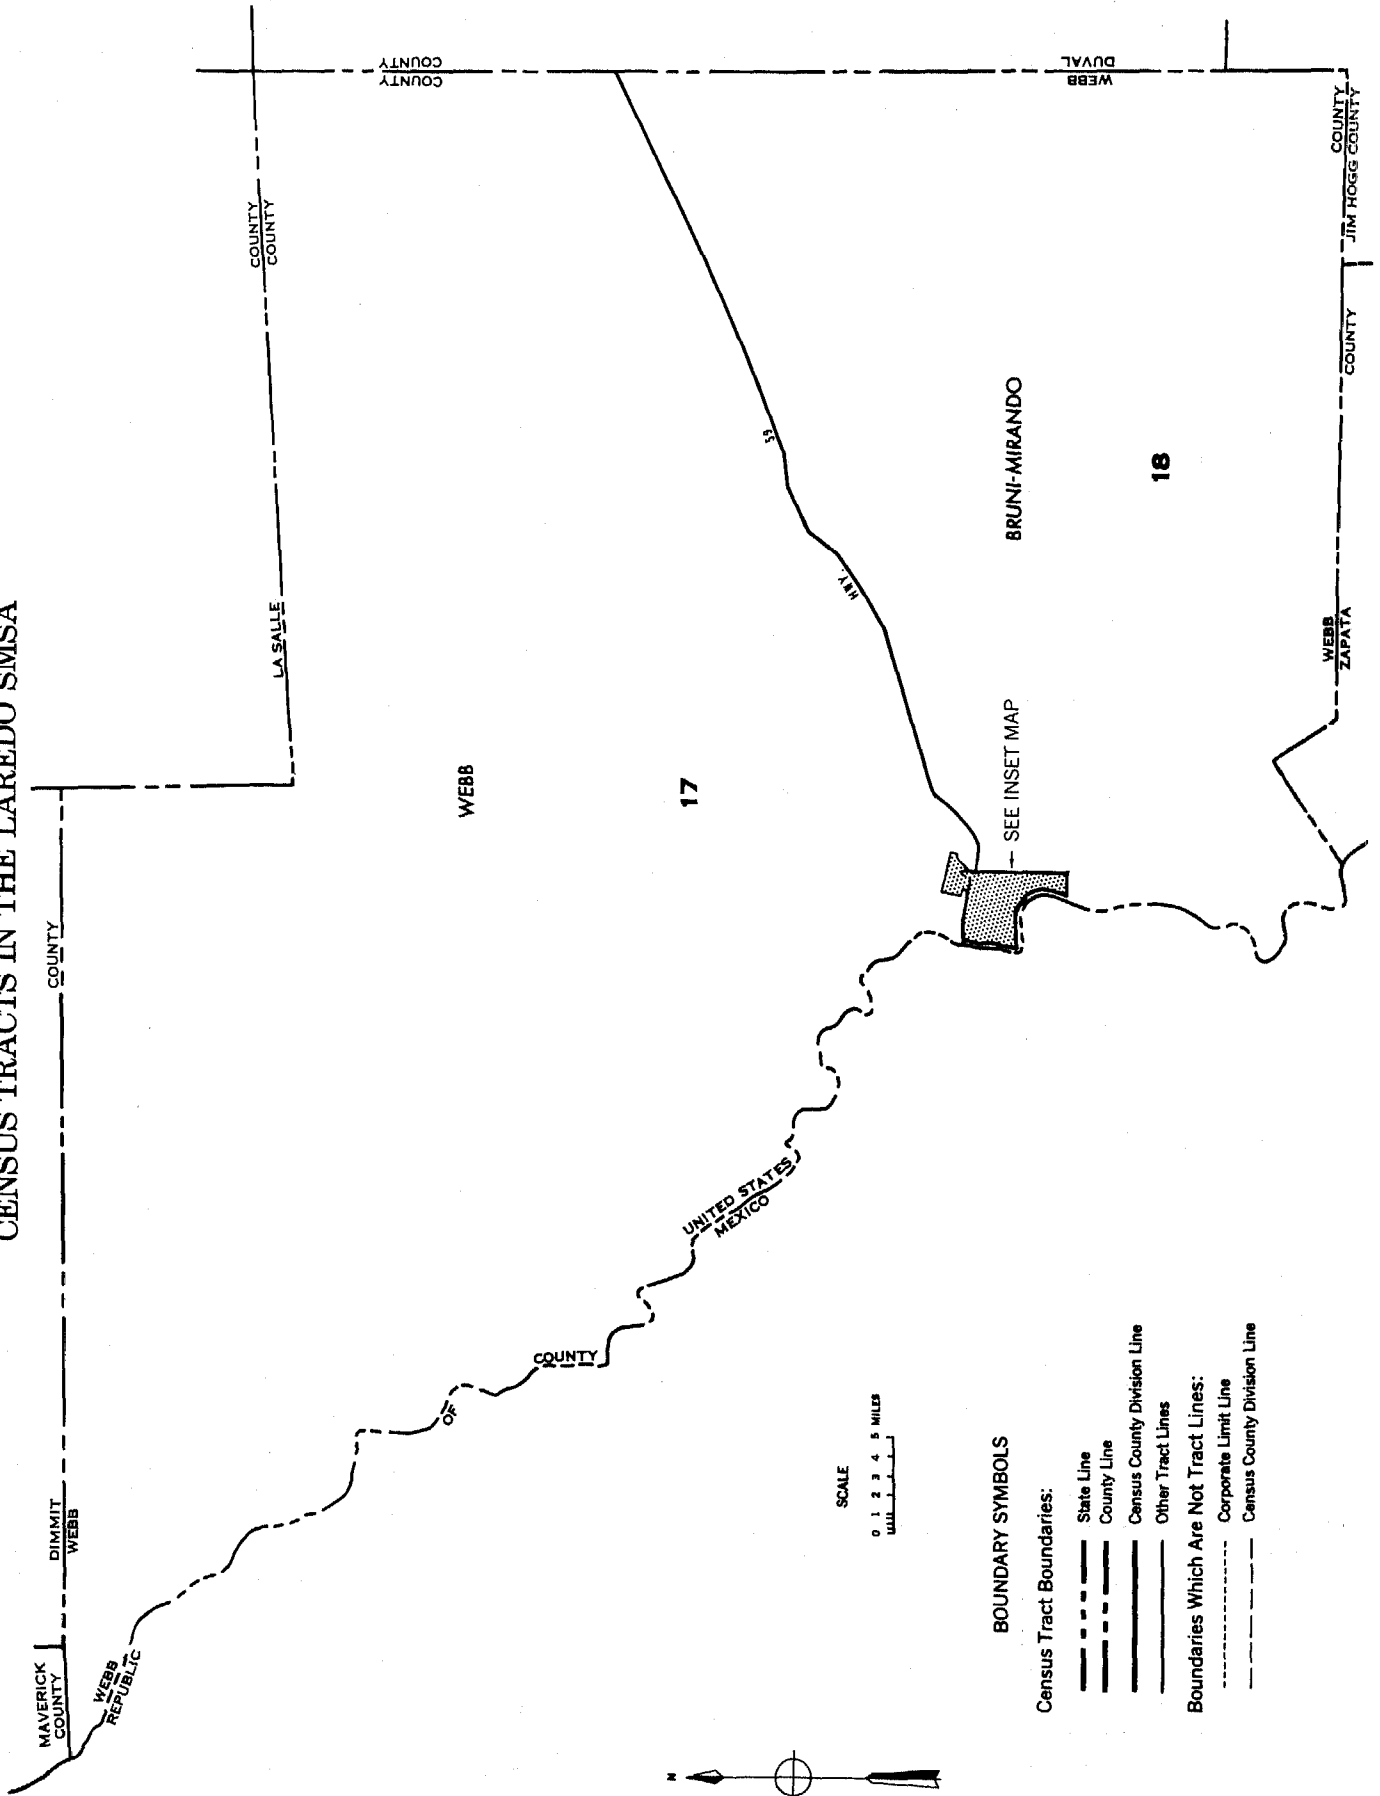 CENSUS TRACTS IN THE LAREDO SMSA
MAVERICK
COUNTY
DIMMIT
WEBB
COUNTY
LA SALLE
COUNTY
COUNTY
COUNTY
COUNTY
WEBB
DUVAL
WEBB
REPUBLIC
OF
COUNTY
UNITED STATES
MEXICO
WEBB
17
HWY. 59
SEE INSET MAP
BRUNI-MIRANDO
18
WEBB
ZAPATA
COUNTY
COUNTY
JIM HOGG COUNTY
N
SCALE
0 1 2 3 4 5 MILES
BOUNDARY SYMBOLS
Census Tract Boundaries:
State Line
County Line
Census County Division Line
Other Tract Lines
Boundaries Which Are Not Tract Lines:
Corporate Limit Line
Census County Division Line